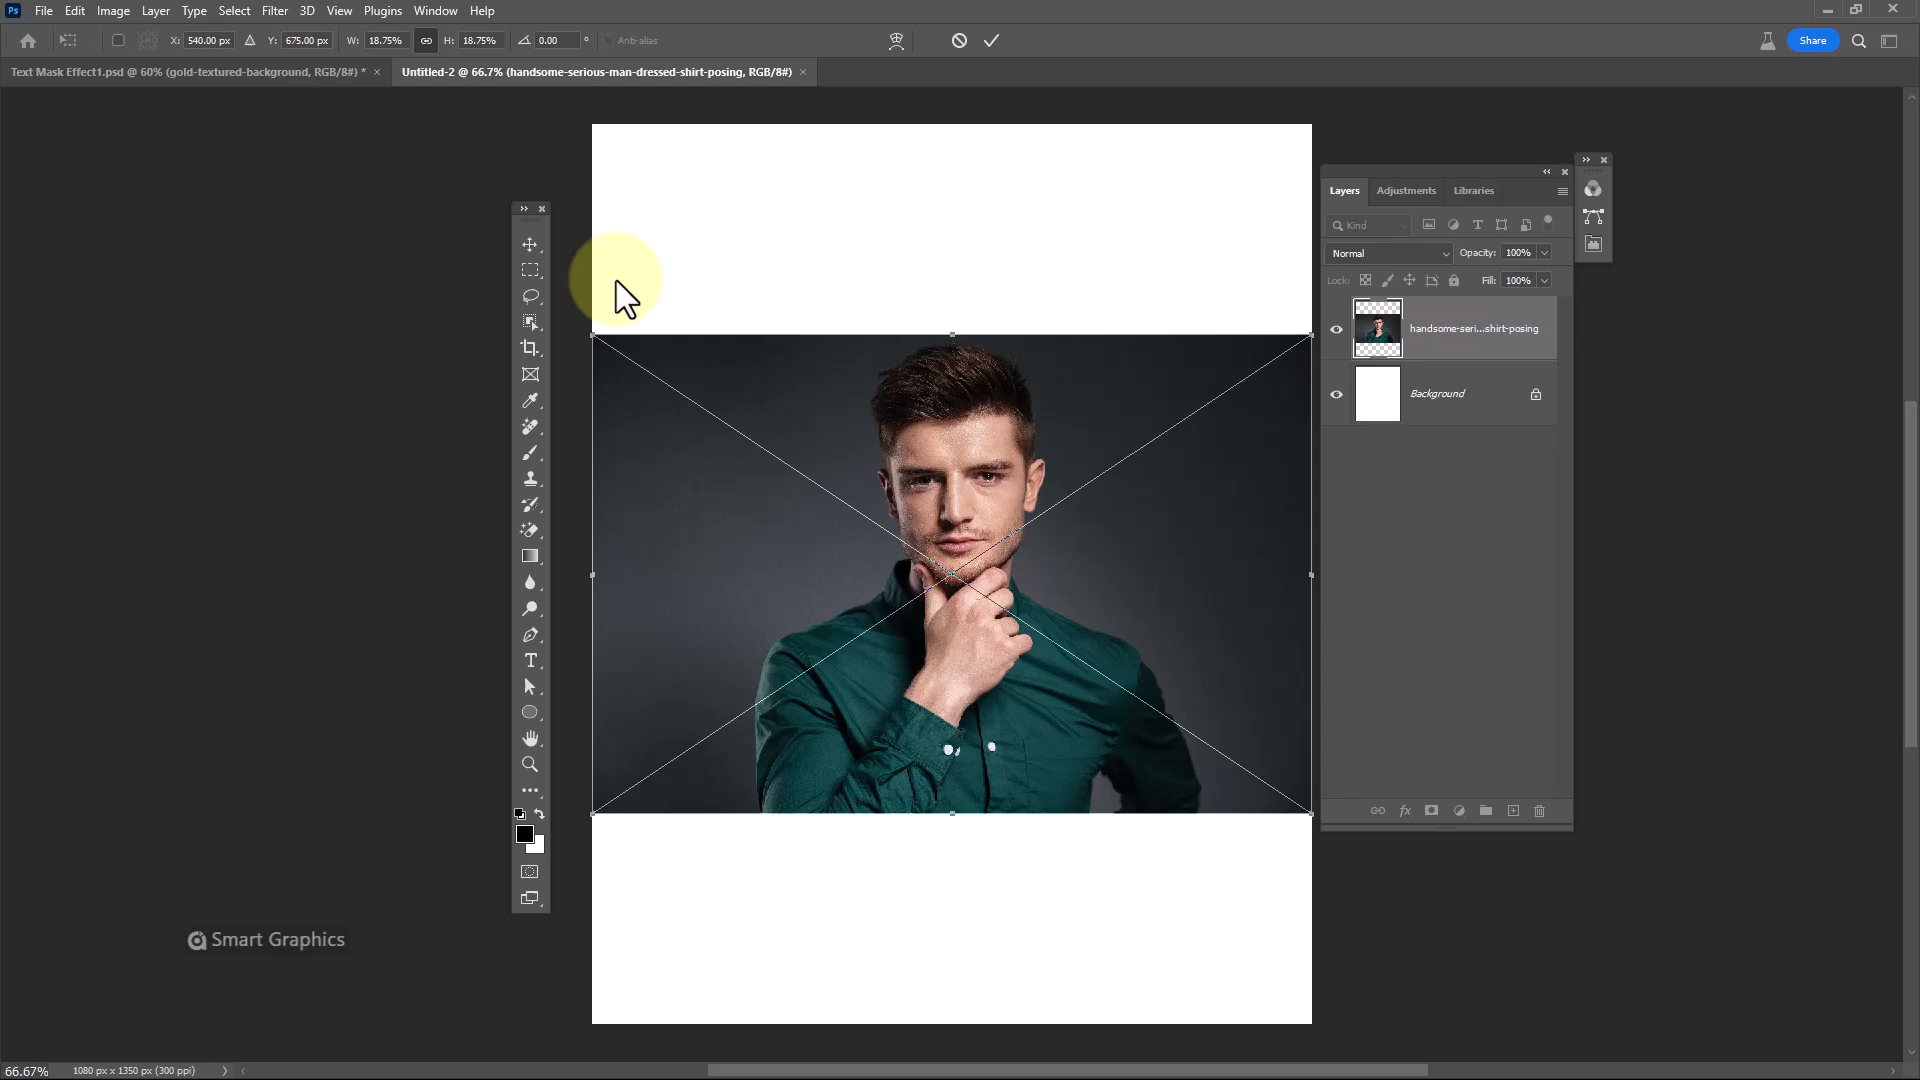 Ps File Edit Image Layer Type Select Filter 3D View Plugins Window Help
X: 540.00 px Y: 675.00 px W: 18.75% H: 18.75% 0.00 ° Anti-alias Share
Text Mask Effect1.psd @ 60% (gold-textured-background, RGB/8#) * × Untitled-2 @ 66.7% (handsome-serious-man-dressed-shirt-posing, RGB/8#) ×
Layers Adjustments Libraries
Kind
Normal Opacity: 100%
Lock: Fill: 100%
handsome-seri...shirt-posing
Background
fx
Smart Graphics
66.67% 1080 px x 1350 px (300 ppi)